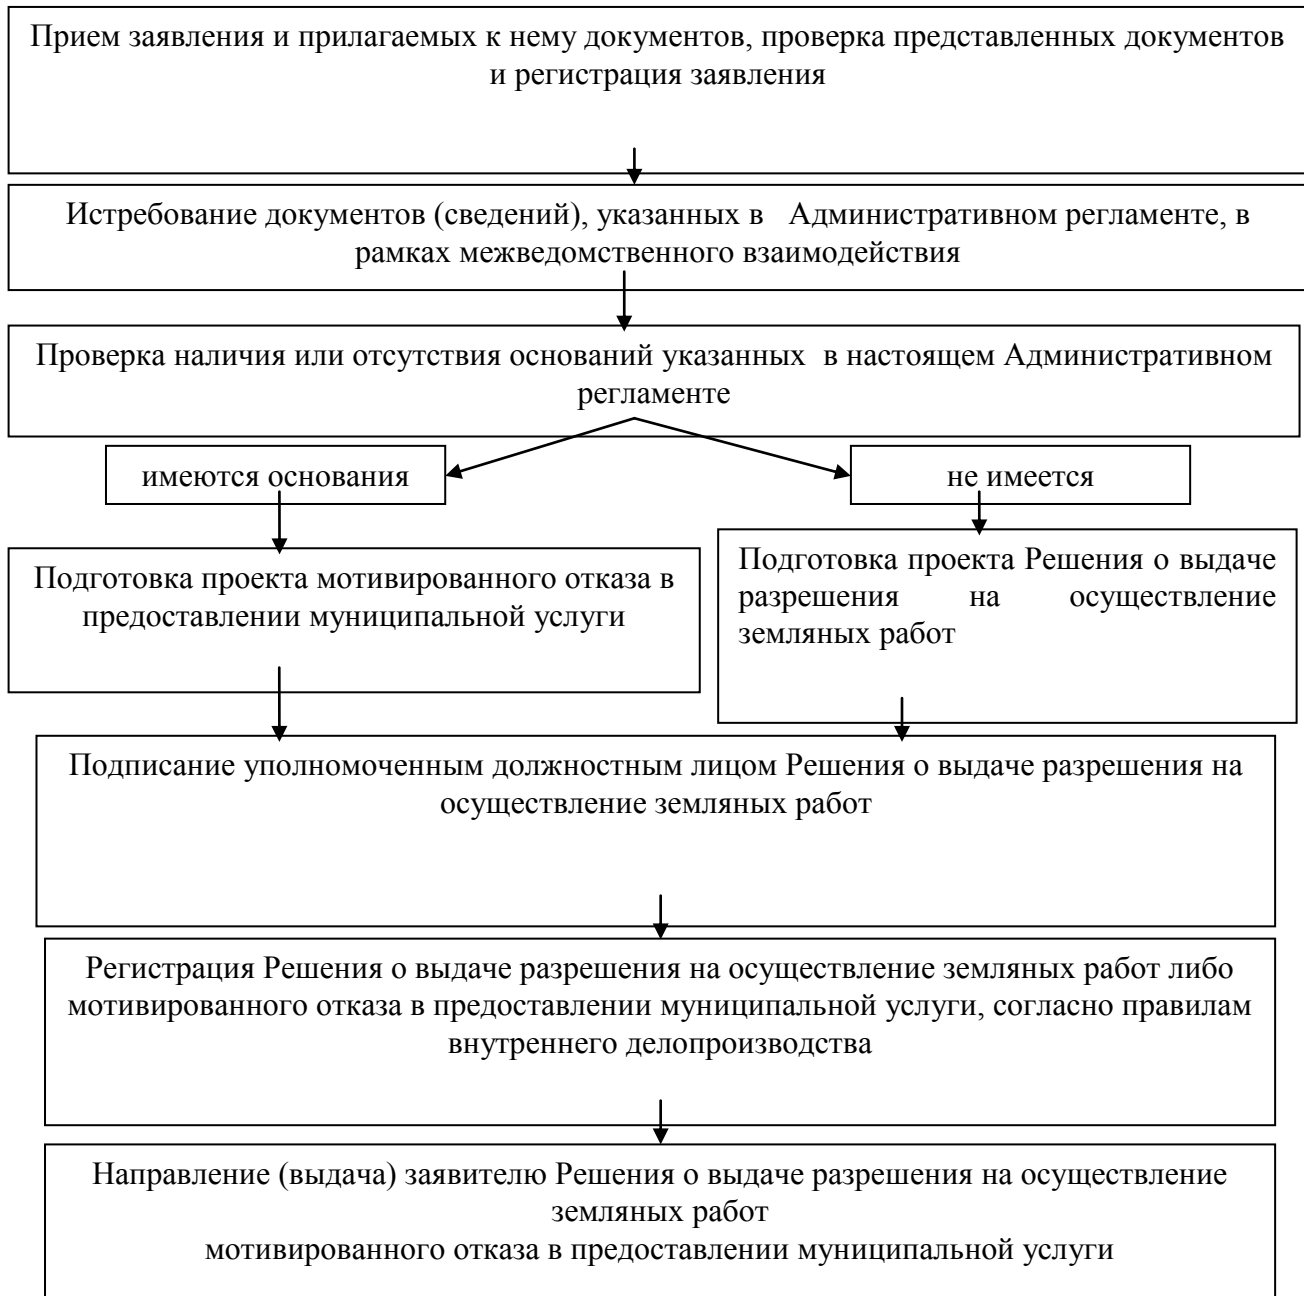 Прием заявления и прилагаемых к нему документов, проверка представленных документов
и регистрация заявления
Истребование документов (сведений), указанных в Административном регламенте, в
рамках межведомственного взаимодействия
Проверка наличия или отсутствия оснований указанных в настоящем Административном
регламенте
имеются основания
не имеется
Подготовка проекта мотивированного отказа в
предоставлении муниципальной услуги
Подготовка проекта Решения о выдаче
разрешения на осуществление
земляных работ
Подписание уполномоченным должностным лицом Решения о выдаче разрешения на
осуществление земляных работ
Регистрация Решения о выдаче разрешения на осуществление земляных работ либо
мотивированного отказа в предоставлении муниципальной услуги, согласно правилам
внутреннего делопроизводства
Направление (выдача) заявителю Решения о выдаче разрешения на осуществление
земляных работ
мотивированного отказа в предоставлении муниципальной услуги